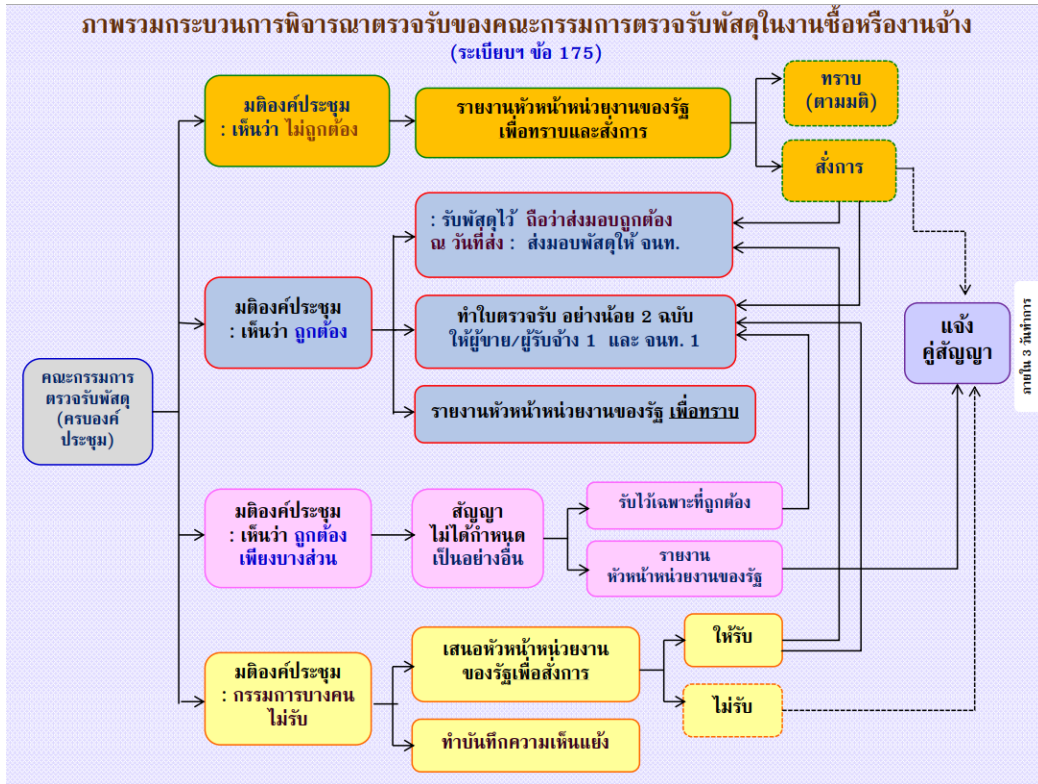 ภาพรวมกระบวนการพิจารณาตรวจรับของคณะกรรมการตรวจรับพัสดุในงานซื้อหรืองานจ้าง
(ระเบียบฯ ข้อ 175)
มติองค์ประชุม
: เห็นว่า ไม่ถูกต้อง
รายงานหัวหน้าหน่วยงานของรัฐ
เพื่อทราบและสั่งการ
ทราบ
(ตามมติ)
สั่งการ
: รับพัสดุไว้ ถือว่าส่งมอบถูกต้อง
ณ วันที่ส่ง : ส่งมอบพัสดุให้ จนท.
มติองค์ประชุม
: เห็นว่า ถูกต้อง
ทำใบตรวจรับ อย่างน้อย 2 ฉบับ
ให้ผู้ขาย/ผู้รับจ้าง 1 และ จนท. 1
รายงานหัวหน้าหน่วยงานของรัฐ เพื่อทราบ
แจ้ง
คู่สัญญา
ภายใน 3 วันทำการ
คณะกรรมการ
ตรวจรับพัสดุ
(ครบองค์
ประชุม)
มติองค์ประชุม
: เห็นว่า ถูกต้อง
เพียงบางส่วน
สัญญา
ไม่ได้กำหนด
เป็นอย่างอื่น
รับไว้เฉพาะที่ถูกต้อง
รายงาน
หัวหน้าหน่วยงานของรัฐ
มติองค์ประชุม
: กรรมการบางคน
ไม่รับ
เสนอหัวหน้าหน่วยงาน
ของรัฐเพื่อสั่งการ
ให้รับ
ไม่รับ
ทำบันทึกความเห็นแย้ง